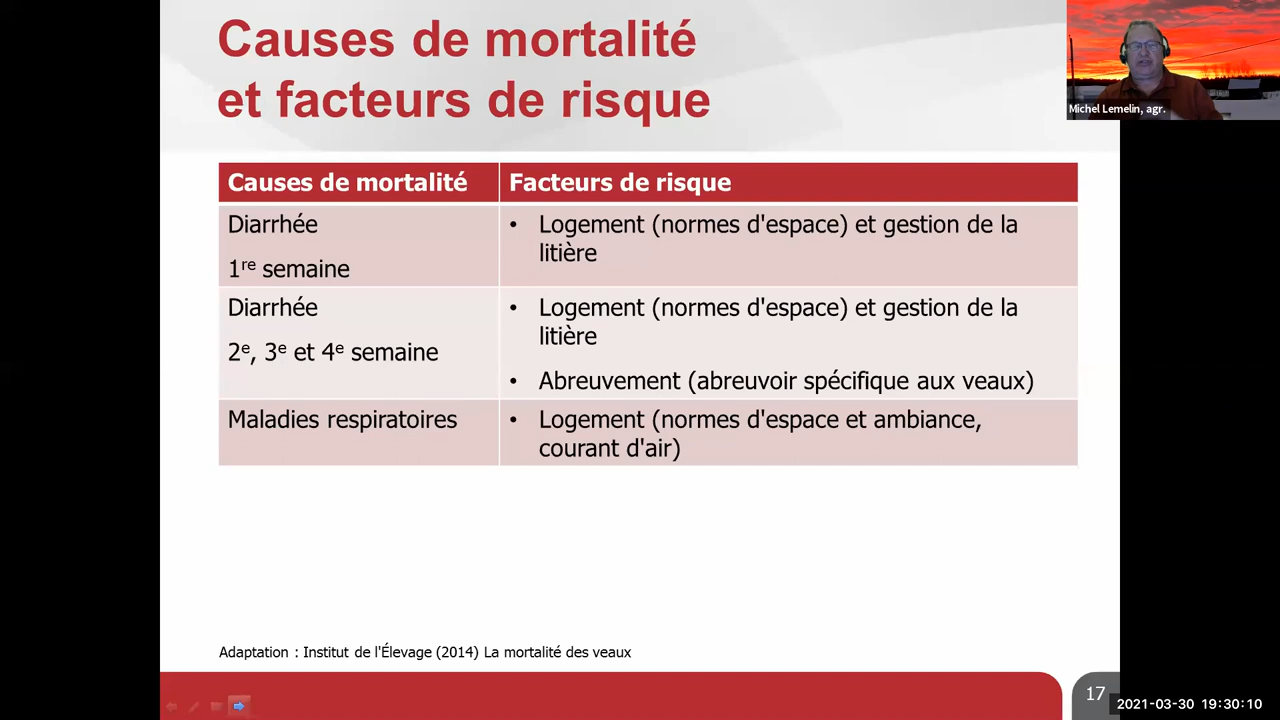 Causes de mortalité
et facteurs de risque
Michel Lemelin, agr.
Causes de mortalité
Facteurs de risque
Diarrhée
1re semaine
• Logement (normes d'espace) et gestion de la
litière
Diarrhée
2e, 3e et 4e semaine
• Logement (normes d'espace) et gestion de la
litière
• Abreuvement (abreuvoir spécifique aux veaux)
Maladies respiratoires
• Logement (normes d'espace et ambiance,
courant d'air)
Adaptation : Institut de l'Élevage (2014) La mortalité des veaux
17
2021-03-30 19:30:10